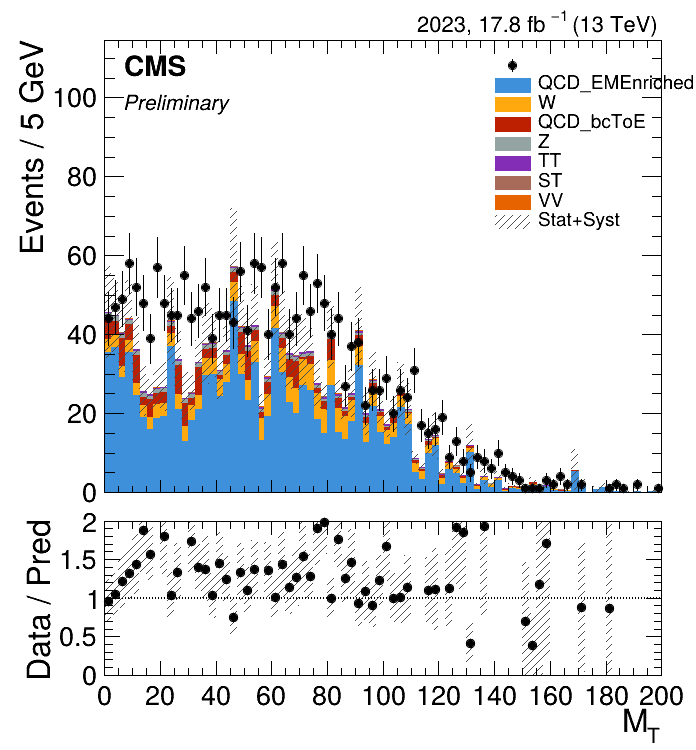 2023, 17.8 fb⁻¹ (13 TeV)
CMS
Preliminary
QCD_EMEnriched
W
QCD_bcToE
Z
TT
ST
VV
Stat+Syst
Events / 5 GeV
100
80
60
40
20
0
Data / Pred
2
1.5
1
0.5
0
0 20 40 60 80 100 120 140 160 180 200
M_T